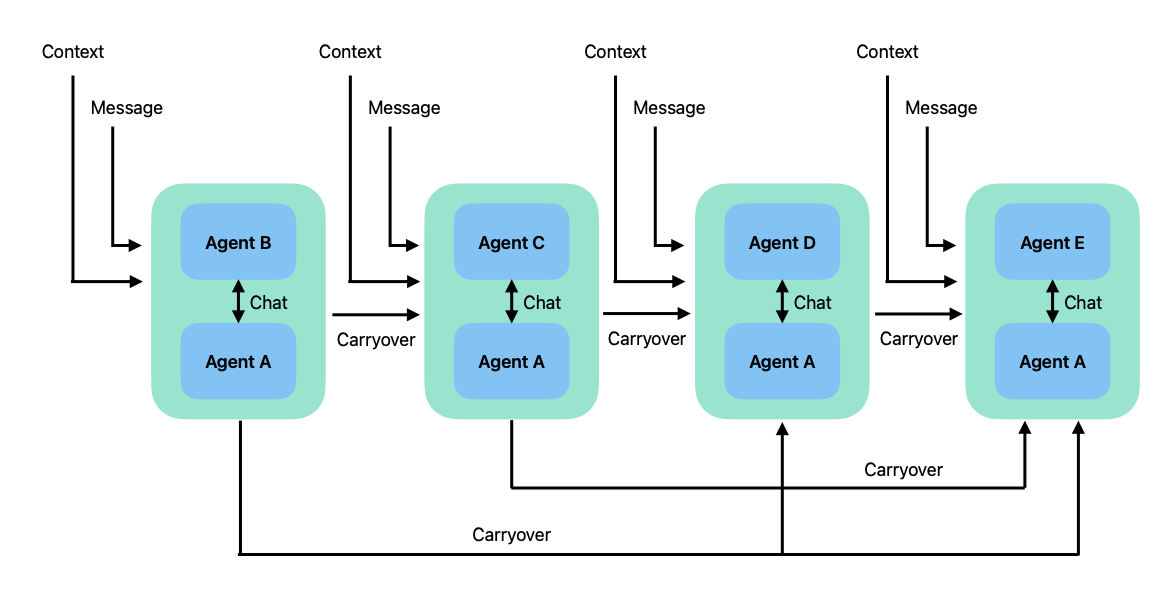 Context
Context
Context
Context
Message
Message
Message
Message
Agent B
Agent C
Agent D
Agent E
Chat
Chat
Chat
Chat
Carryover
Carryover
Carryover
Agent A
Agent A
Agent A
Agent A
Carryover
Carryover